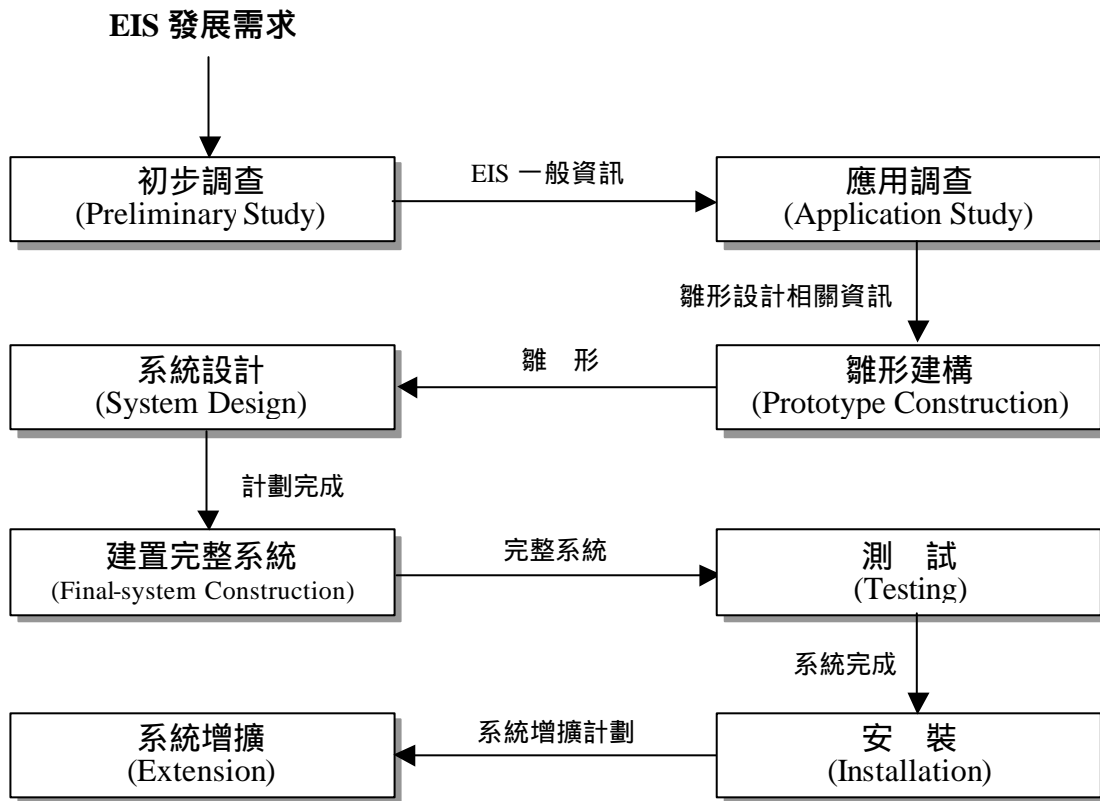 EIS 發展需求
初步調查
(Preliminary Study)
EIS 一般資訊
應用調查
(Application Study)
雛形設計相關資訊
雛形建構
(Prototype Construction)
雛 形
系統設計
(System Design)
計劃完成
建置完整系統
(Final-system Construction)
完整系統
測 試
(Testing)
系統完成
安 裝
(Installation)
系統增擴計劃
系統增擴
(Extension)